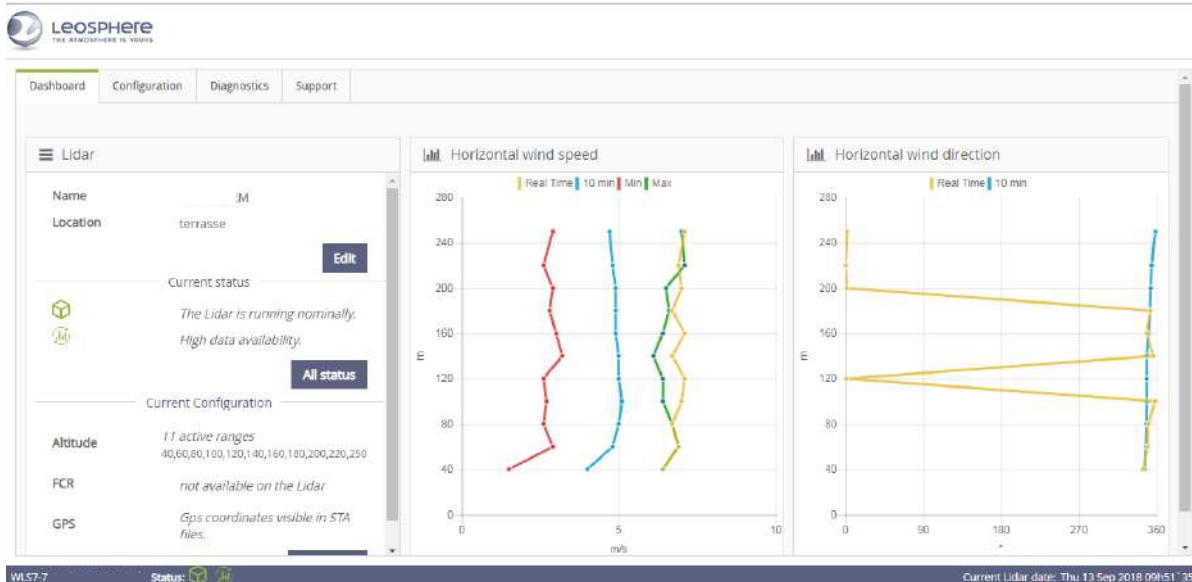 LEOSPHERE
THE ATMOSPHERE IS YOURS
Dashboard Configuration Diagnostics Support
Lidar
Name :M
Location terrasse
Edit
Current status
The Lidar is running nominally.
High data availability.
All status
Current Configuration
Altitude 11 active ranges
40,60,80,100,120,140,160,180,200,220,250
FCR not available on the Lidar
GPS Gps coordinates visible in STA
files.
Horizontal wind speed
Real Time 10 min Min Max
280
240
200
160
120
80
40
0
m
0 5 10
m/s
Horizontal wind direction
Real Time 10 min
280
240
200
160
120
80
40
0
m
0 90 180 270 360
°
WLS7-7 Status: Current Lidar date: Thu 13 Sep 2018 09h51